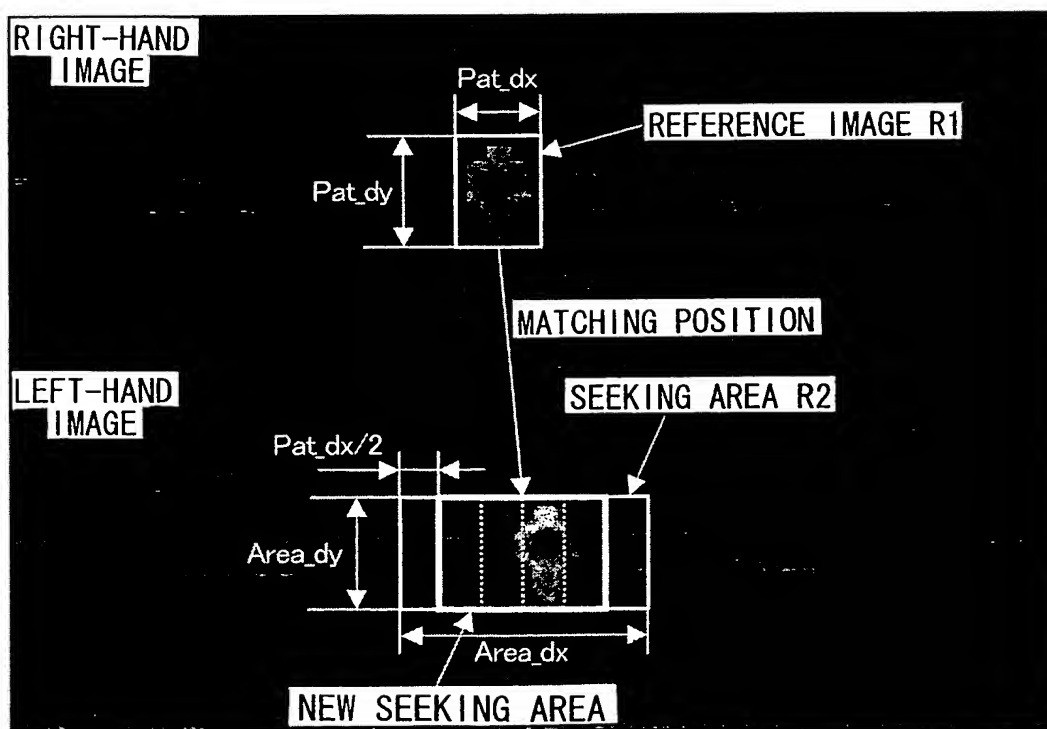 RIGHT-HAND
IMAGE
Pat_dx
REFERENCE IMAGE R1
Pat_dy
MATCHING POSITION
LEFT-HAND
IMAGE
SEEKING AREA R2
Pat_dx/2
Area_dy
Area_dx
NEW SEEKING AREA